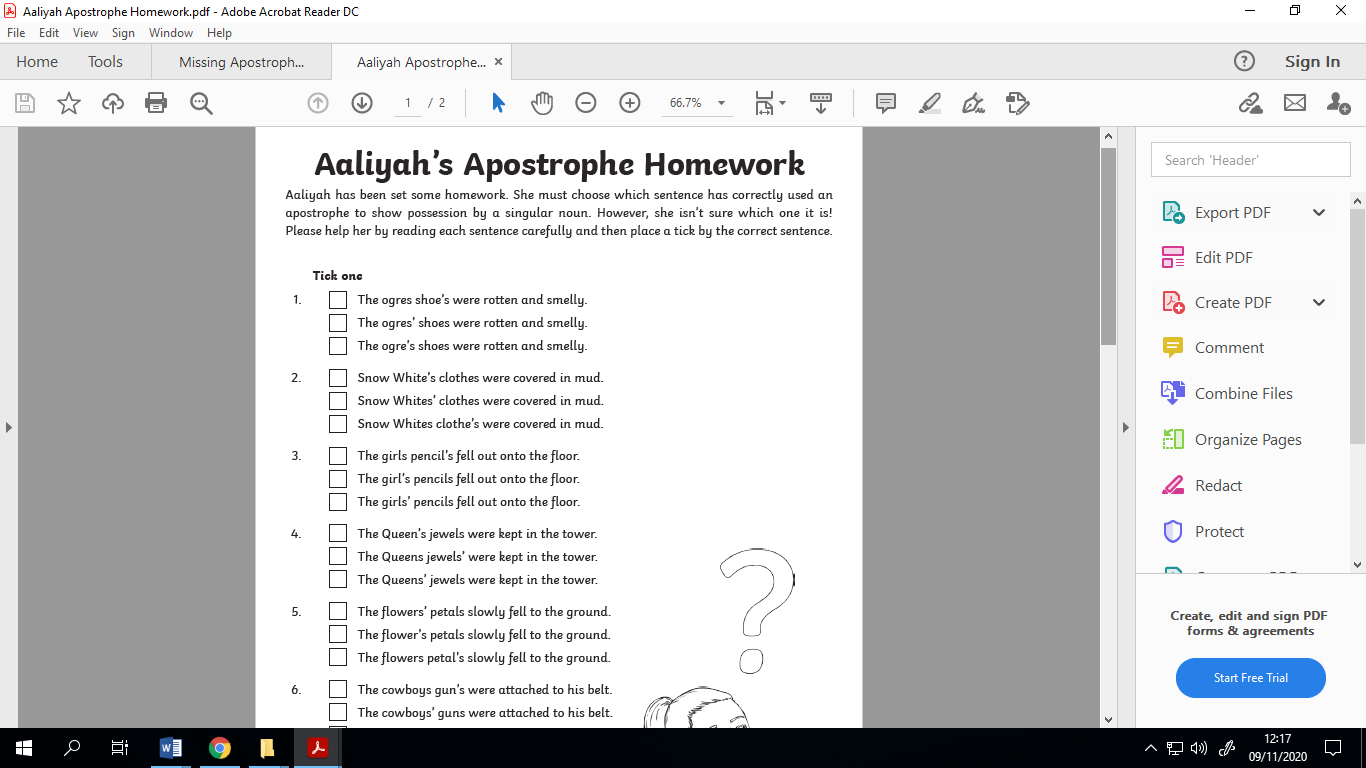 Aaliyah Apostrophe Homework.pdf - Adobe Acrobat Reader DC
File Edit View Sign Window Help
Home Tools Missing Apostroph... Aaliyah Apostrophe... × Sign In
1 / 2 66.7%
Aaliyah's Apostrophe Homework
Aaliyah has been set some homework. She must choose which sentence has correctly used an
apostrophe to show possession by a singular noun. However, she isn't sure which one it is!
Please help her by reading each sentence carefully and then place a tick by the correct sentence.
Tick one
1. The ogres shoe's were rotten and smelly.
The ogres' shoes were rotten and smelly.
The ogre's shoes were rotten and smelly.
2. Snow White's clothes were covered in mud.
Snow Whites' clothes were covered in mud.
Snow Whites clothe's were covered in mud.
3. The girls pencil's fell out onto the floor.
The girl's pencils fell out onto the floor.
The girls' pencils fell out onto the floor.
4. The Queen's jewels were kept in the tower.
The Queens jewels' were kept in the tower.
The Queens' jewels were kept in the tower.
5. The flowers' petals slowly fell to the ground.
The flower's petals slowly fell to the ground.
The flowers petal's slowly fell to the ground.
6. The cowboys gun's were attached to his belt.
The cowboys' guns were attached to his belt.
?
Search 'Header'
Export PDF
Edit PDF
Create PDF
Comment
Combine Files
Organize Pages
Redact
Protect
Create, edit and sign PDF
forms & agreements
Start Free Trial
12:17
09/11/2020